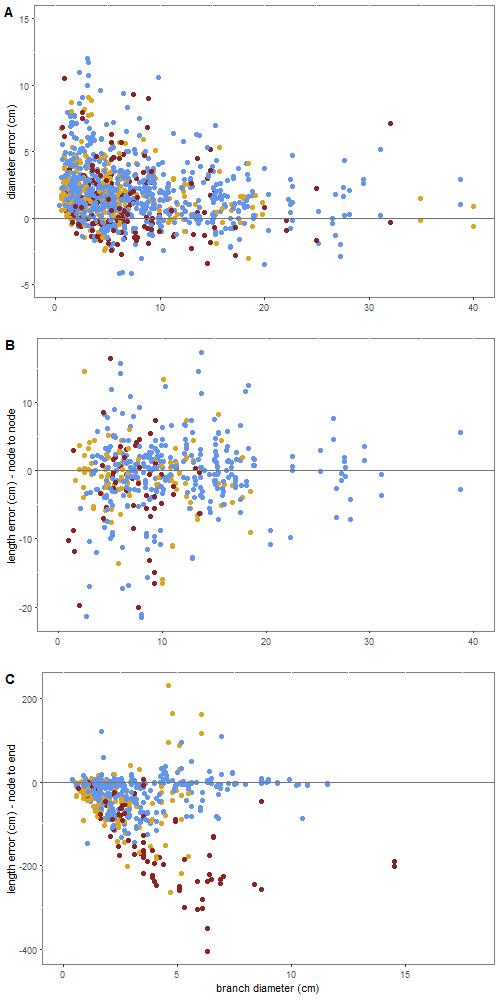 A
diameter error (cm)
15
10
5
0
-5
0 10 20 30 40
B
length error (cm) - node to node
10
0
-10
-20
0 10 20 30 40
C
length error (cm) - node to end
200
0
-200
-400
0 5 10 15
branch diameter (cm)